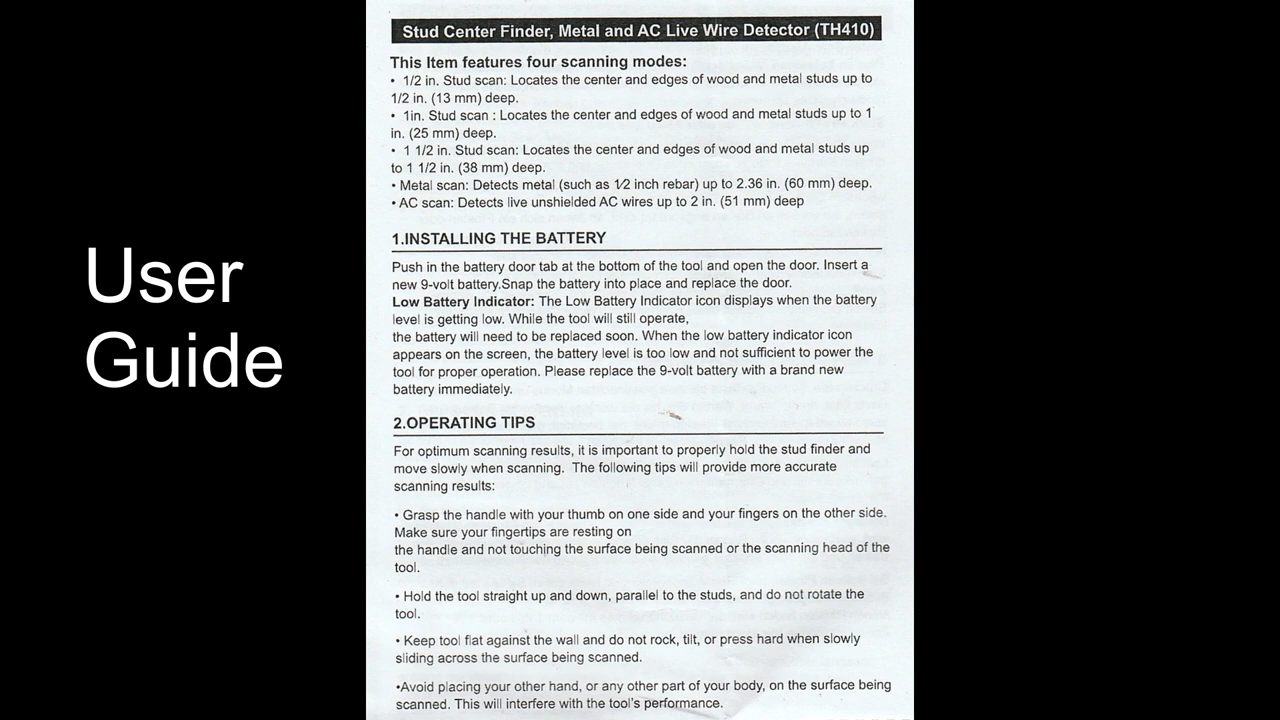 User
Guide
Stud Center Finder, Metal and AC Live Wire Detector (TH410)
This Item features four scanning modes:
• 1/2 in. Stud scan: Locates the center and edges of wood and metal studs up to
1/2 in. (13 mm) deep.
• 1in. Stud scan : Locates the center and edges of wood and metal studs up to 1
in. (25 mm) deep.
• 1 1/2 in. Stud scan: Locates the center and edges of wood and metal studs up
to 1 1/2 in. (38 mm) deep.
• Metal scan: Detects metal (such as 1⁄2 inch rebar) up to 2.36 in. (60 mm) deep.
• AC scan: Detects live unshielded AC wires up to 2 in. (51 mm) deep
1.INSTALLING THE BATTERY
Push in the battery door tab at the bottom of the tool and open the door. Insert a
new 9-volt battery.Snap the battery into place and replace the door.
Low Battery Indicator: The Low Battery Indicator icon displays when the battery
level is getting low. While the tool will still operate,
the battery will need to be replaced soon. When the low battery indicator icon
appears on the screen, the battery level is too low and not sufficient to power the
tool for proper operation. Please replace the 9-volt battery with a brand new
battery immediately.
2.OPERATING TIPS
For optimum scanning results, it is important to properly hold the stud finder and
move slowly when scanning.  The following tips will provide more accurate
scanning results:
• Grasp the handle with your thumb on one side and your fingers on the other side.
Make sure your fingertips are resting on
the handle and not touching the surface being scanned or the scanning head of the
tool.
• Hold the tool straight up and down, parallel to the studs, and do not rotate the
tool.
• Keep tool flat against the wall and do not rock, tilt, or press hard when slowly
sliding across the surface being scanned.
•Avoid placing your other hand, or any other part of your body, on the surface being
scanned. This will interfere with the tool's performance.